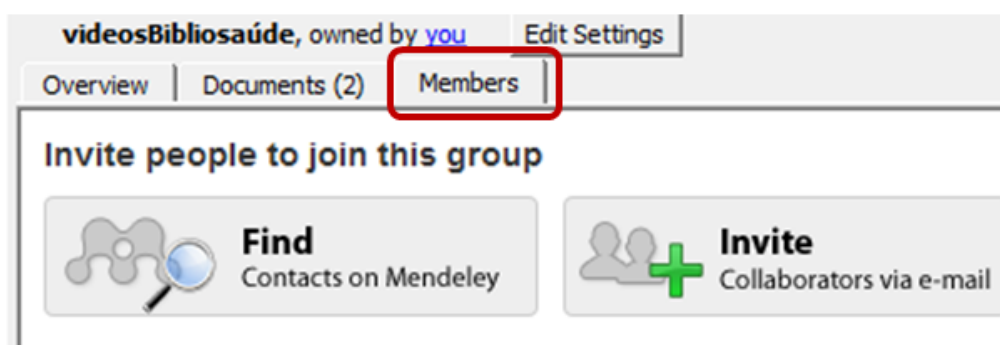 videosBibliosaúde, owned by you Edit Settings
Overview Documents (2) Members
Invite people to join this group
Find
Contacts on Mendeley
Invite
Collaborators via e-mail